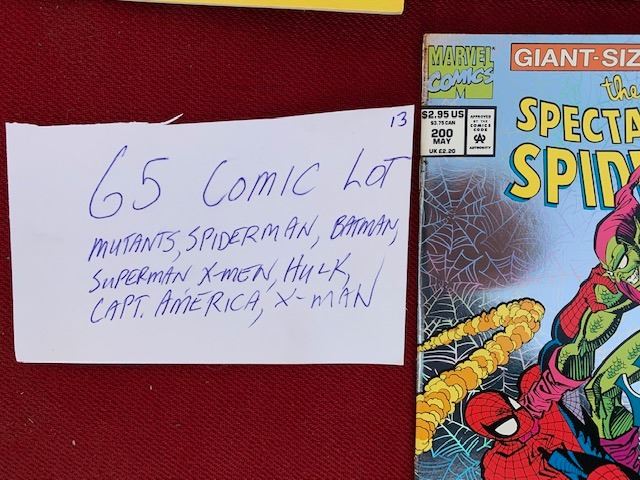 13
65 COMIC LOT
MUTANTS, SPIDERMAN, BATMAN,
SUPERMAN X-MEN, HULK,
CAPT. AMERICA, X-MAN
MARVEL
COMICS
M
GIANT-SIZ
the
$2.95 US
$3.75 CAN
200
MAY
UK £2.20
APPROVED
BY THE
COMICS
CODE
AUTHORITY
SPECTA
SPID